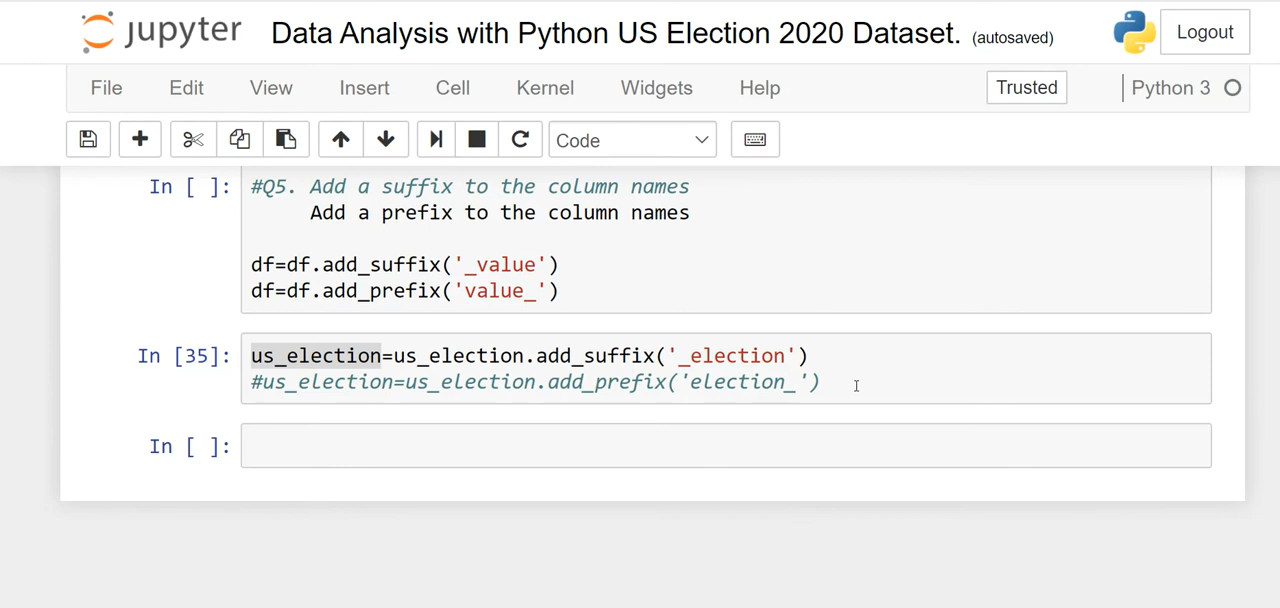 jupyter Data Analysis with Python US Election 2020 Dataset. (autosaved) Logout
File Edit View Insert Cell Kernel Widgets Help Trusted Python 3
Code
In [ ]: #Q5. Add a suffix to the column names
Add a prefix to the column names
df=df.add_suffix('_value')
df=df.add_prefix('value_')
In [35]: us_election=us_election.add_suffix('_election')
#us_election=us_election.add_prefix('election_')
In [ ]: